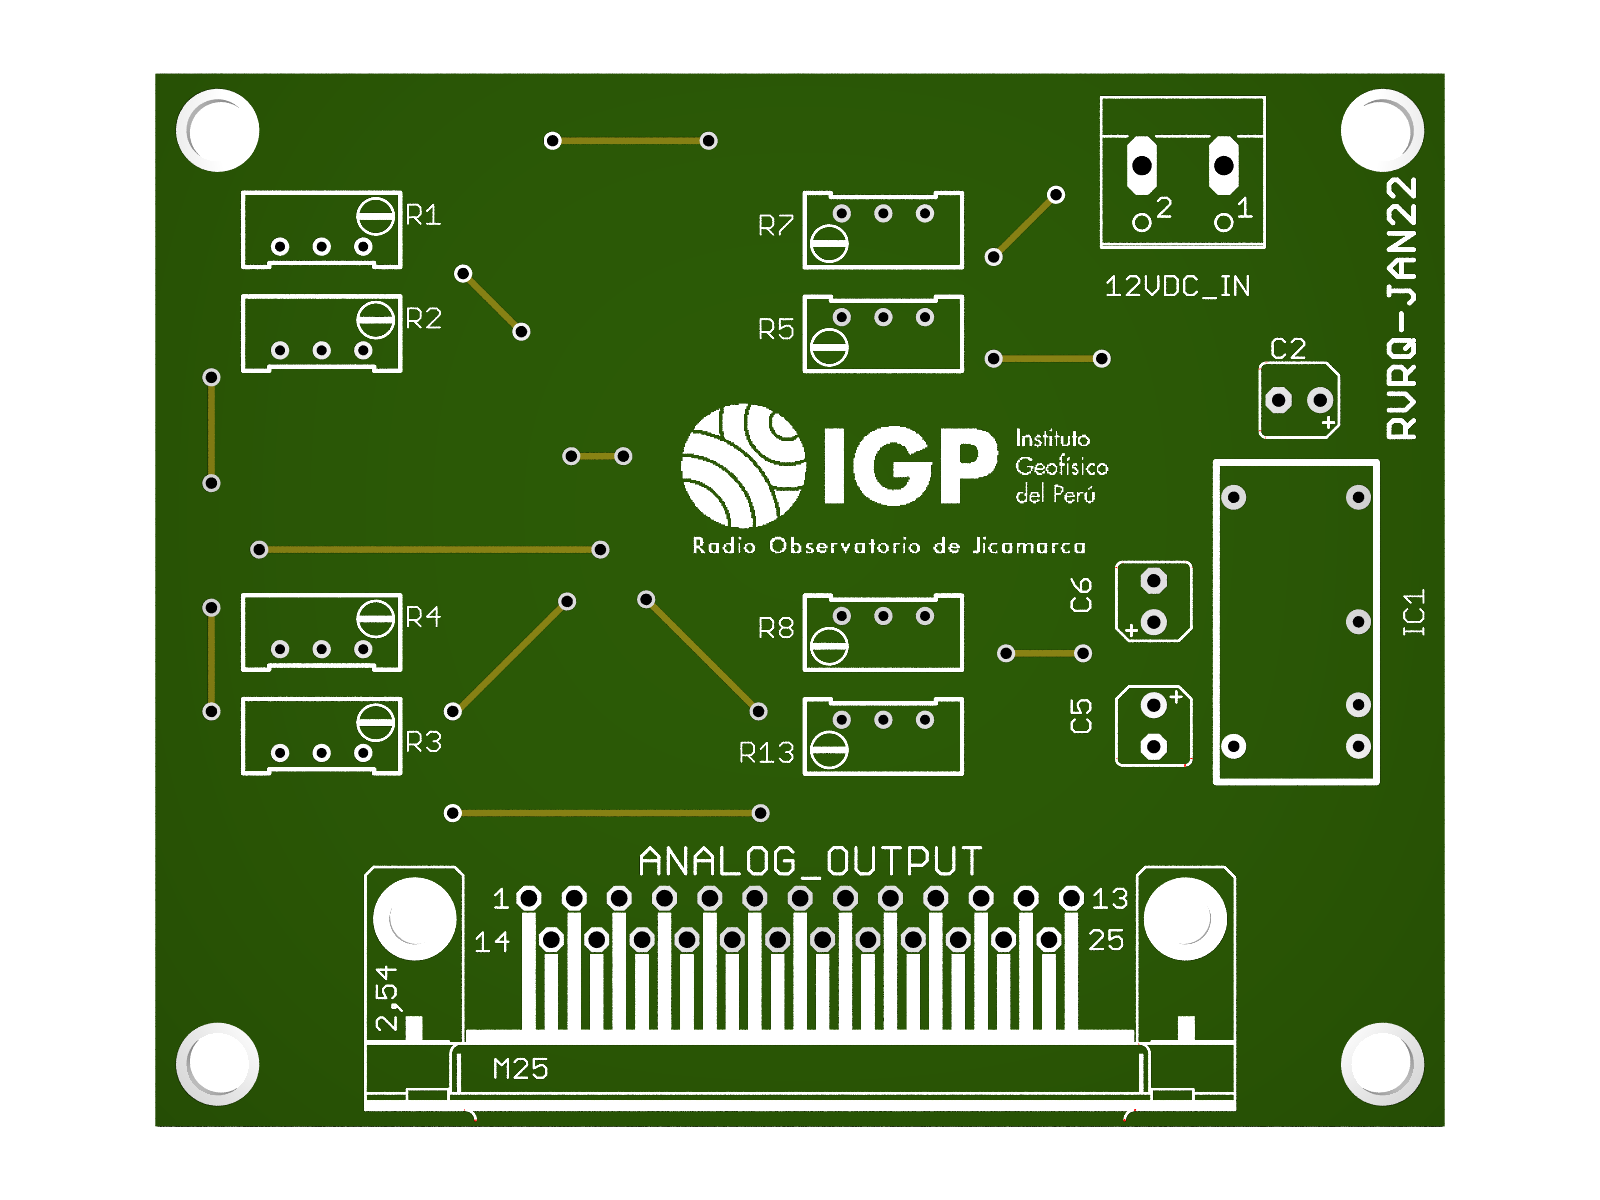 R1
R7
2 1
12VDC_IN
RVRQ-JAN22
R2
R5
C2
+
IGP
Instituto
Geofísico
del Perú
Radio Observatorio de Jicamarca
R4
R8
C6
+
IC1
R3
R13
C5
+
ANALOG_OUTPUT
1 13
14 25
2,54
M25